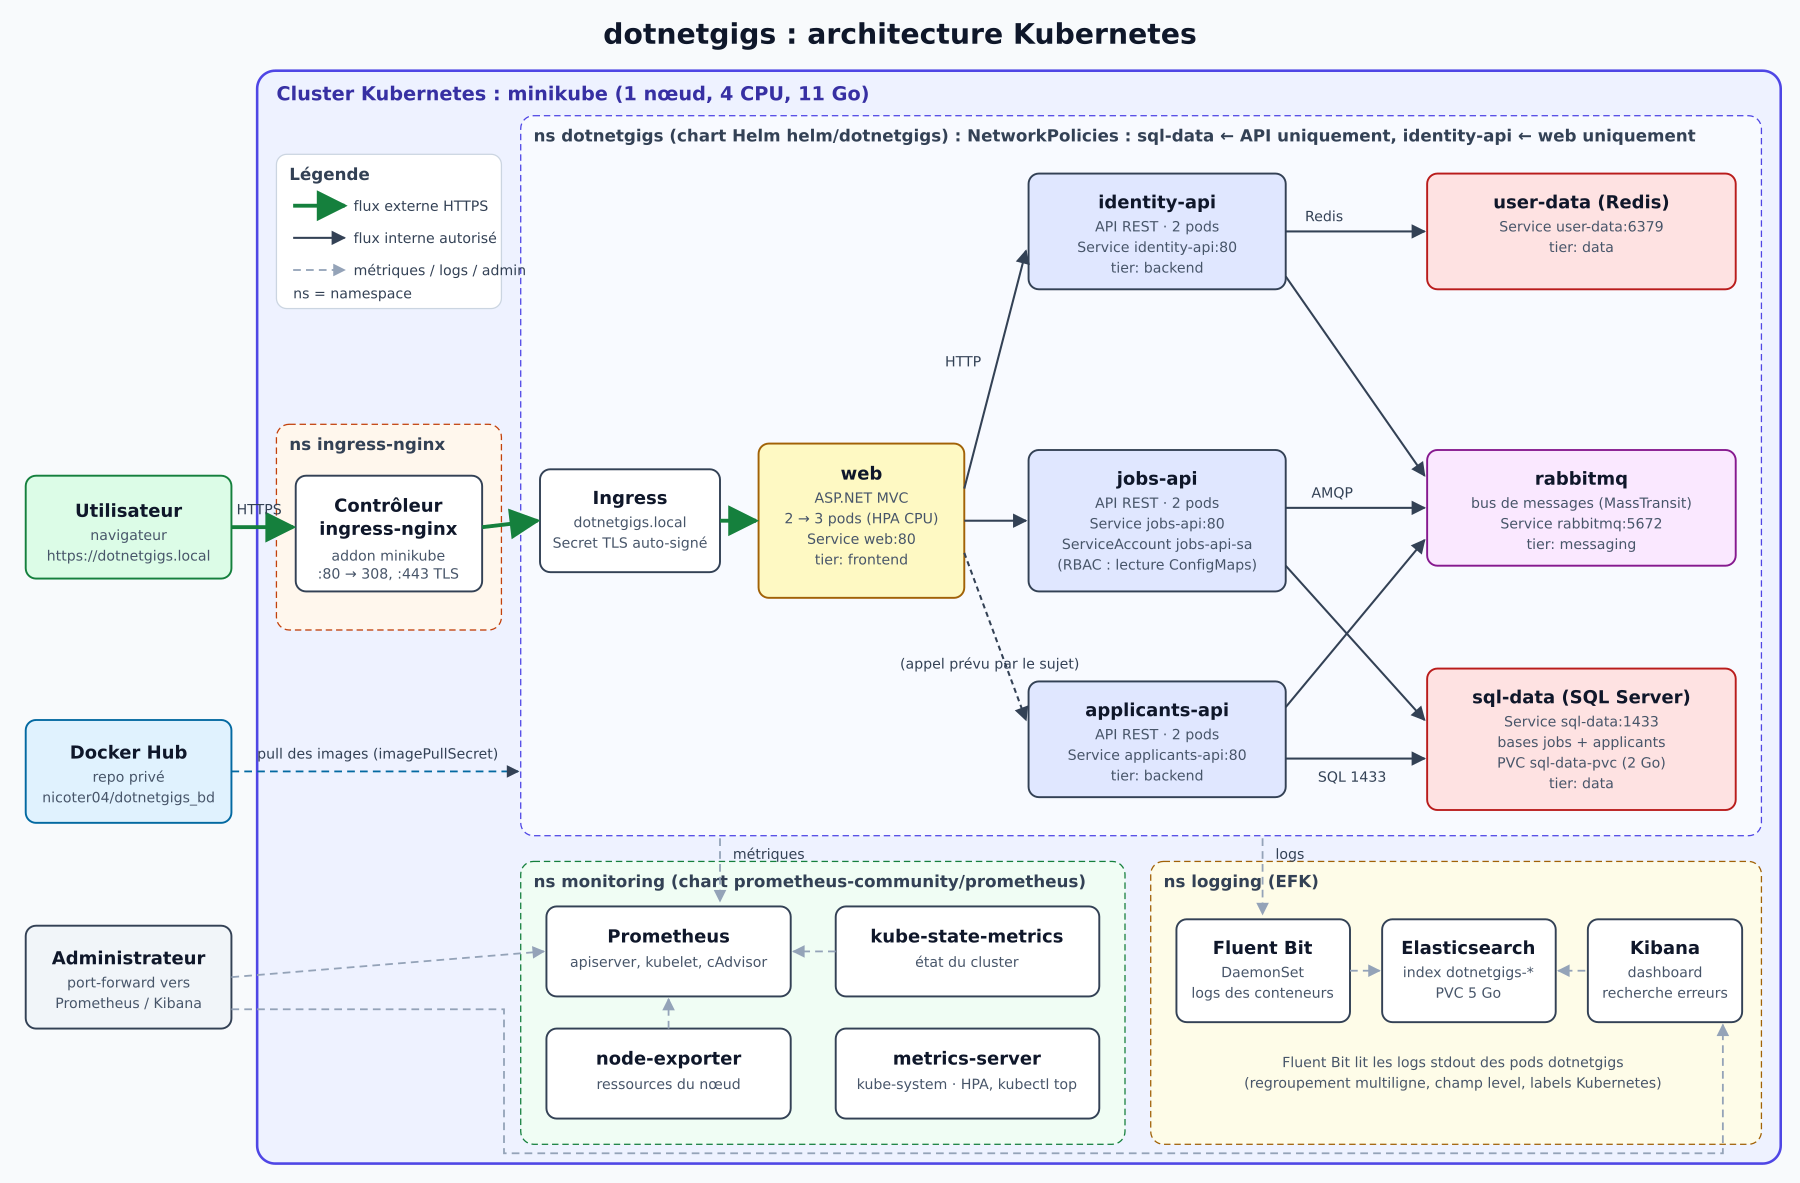 dotnetgigs : architecture Kubernetes
Cluster Kubernetes : minikube (1 nœud, 4 CPU, 11 Go)
ns dotnetgigs (chart Helm helm/dotnetgigs) : NetworkPolicies : sql-data ← API uniquement, identity-api ← web uniquement
Légende
flux externe HTTPS
flux interne autorisé
métriques / logs / admin
ns = namespace
identity-api
API REST · 2 pods
Service identity-api:80
tier: backend
Redis
user-data (Redis)
Service user-data:6379
tier: data
HTTP
ns ingress-nginx
Utilisateur
navigateur
https://dotnetgigs.local
HTTPS
Contrôleur
ingress-nginx
addon minikube
:80 → 308, :443 TLS
Ingress
dotnetgigs.local
Secret TLS auto-signé
web
ASP.NET MVC
2 → 3 pods (HPA CPU)
Service web:80
tier: frontend
jobs-api
API REST · 2 pods
Service jobs-api:80
ServiceAccount jobs-api-sa
(RBAC : lecture ConfigMaps)
AMQP
rabbitmq
bus de messages (MassTransit)
Service rabbitmq:5672
tier: messaging
(appel prévu par le sujet)
Docker Hub
repo privé
nicoter04/dotnetgigs_bd
pull des images (imagePullSecret)
applicants-api
API REST · 2 pods
Service applicants-api:80
tier: backend
SQL 1433
sql-data (SQL Server)
Service sql-data:1433
bases jobs + applicants
PVC sql-data-pvc (2 Go)
tier: data
métriques
logs
Administrateur
port-forward vers
Prometheus / Kibana
ns monitoring (chart prometheus-community/prometheus)
Prometheus
apiserver, kubelet, cAdvisor
kube-state-metrics
état du cluster
node-exporter
ressources du nœud
metrics-server
kube-system · HPA, kubectl top
ns logging (EFK)
Fluent Bit
DaemonSet
logs des conteneurs
Elasticsearch
index dotnetgigs-*
PVC 5 Go
Kibana
dashboard
recherche erreurs
Fluent Bit lit les logs stdout des pods dotnetgigs
(regroupement multiligne, champ level, labels Kubernetes)